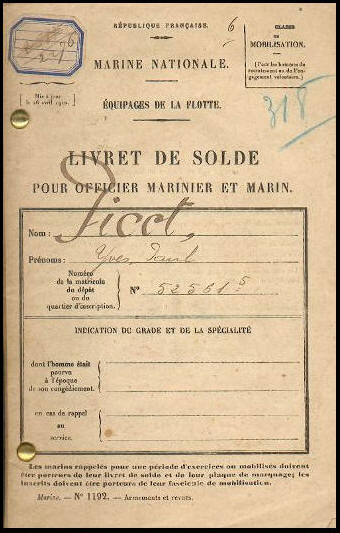 RÉPUBLIQUE FRANÇAISE.
6
CLASSE
DE
MOBILISATION.
(Pour les hommes de
recrutement ou de l'en-
gagement volontaire.)
MARINE NATIONALE.
Mis à jour
le 26 avril 1910.
ÉQUIPAGES DE LA FLOTTE.
318
LIVRET DE SOLDE
POUR OFFICIER MARINIER ET MARIN.
Nom: Picot
Prénoms: Yves Paul
Numéro
de la matricule
du dépôt
ou du
quartier d'inscription.
N° 52561 5
INDICATION DU GRADE ET DE LA SPÉCIALITÉ
dont l'homme était
pourvu
à l'époque
de son congédiement.
en cas de rappel
au
service.
Les marins rappelés pour une période d'exercices ou mobilisés doivent
être porteurs de leur livret de solde et de leur plaque de marquage; les
inscrits doivent être porteurs de leur fascicule de mobilisation.
Marine. — N° 1192. — Armements et revues.